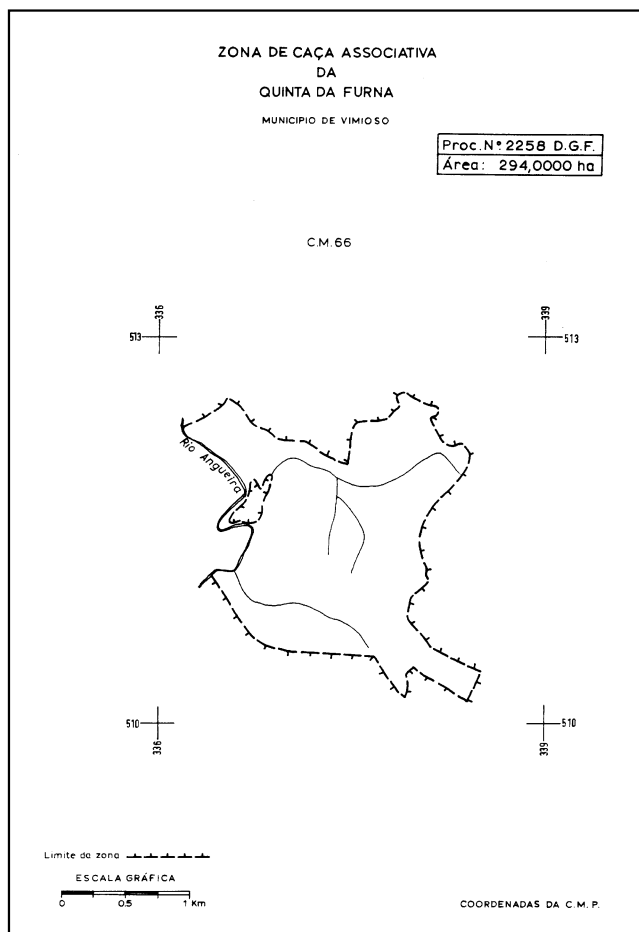 ZONA DE CAÇA ASSOCIATIVA
DA
QUINTA DA FURNA
MUNICIPIO DE VIMIOSO
Proc. Nº 2258 D.G.F.
Área: 294,0000 ha
C.M. 66
336
339
513
513
Rio Angueira
510
510
336
339
Limite da zona
ESCALA GRÁFICA
0 0.5 1 Km
COORDENADAS DA C.M.P.